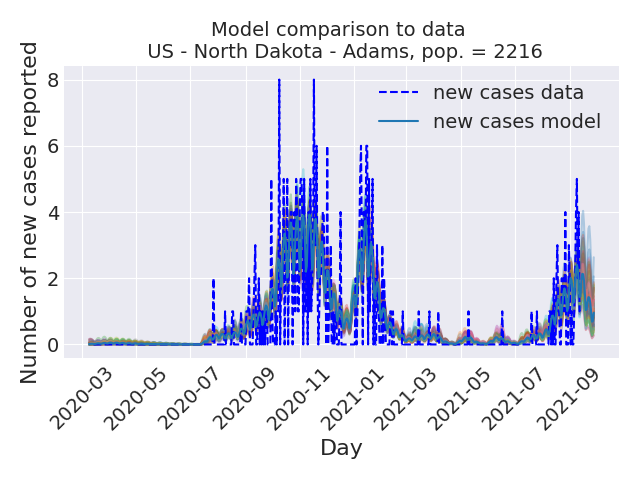 Model comparison to data
US - North Dakota - Adams, pop. = 2216
Number of new cases reported
8
6
4
2
0
new cases data
new cases model
2020-03
2020-05
2020-07
2020-09
2020-11
2021-01
2021-03
2021-05
2021-07
2021-09
Day